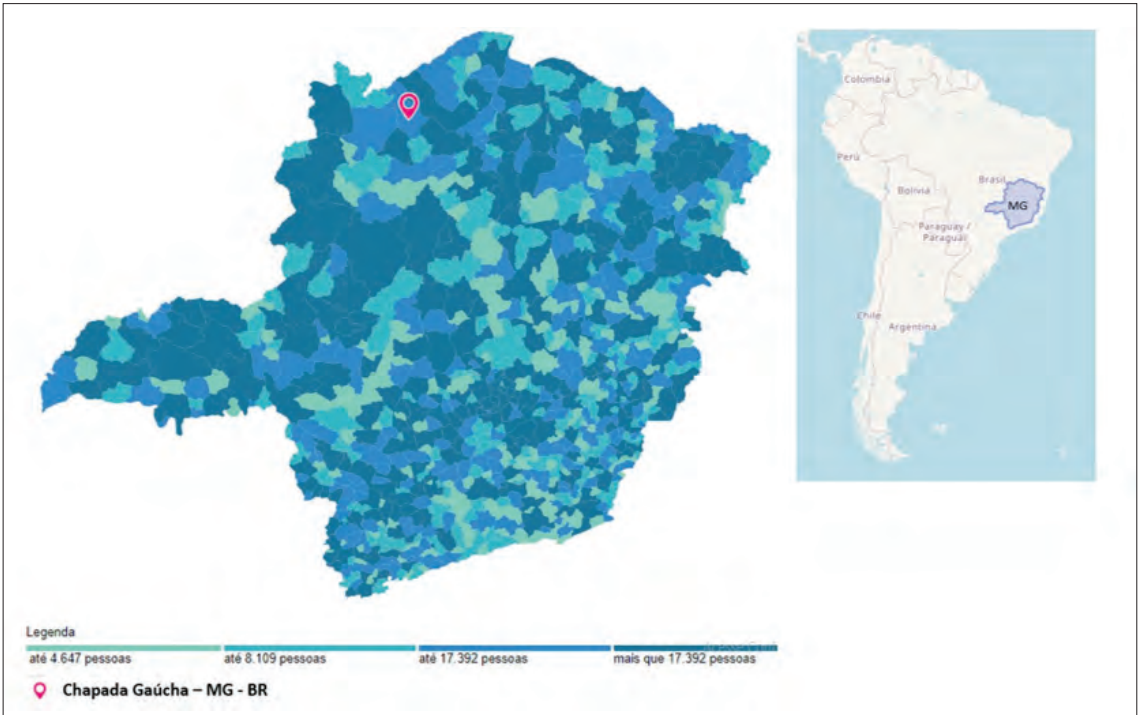 Colombia
Perú
Brasil
Bolivia
MG
Paraguay /
Paraguái
Chile
Argentina
Legenda
até 4.647 pessoas
até 8.109 pessoas
até 17.392 pessoas
mais que 17.392 pessoas
Chapada Gaúcha – MG - BR